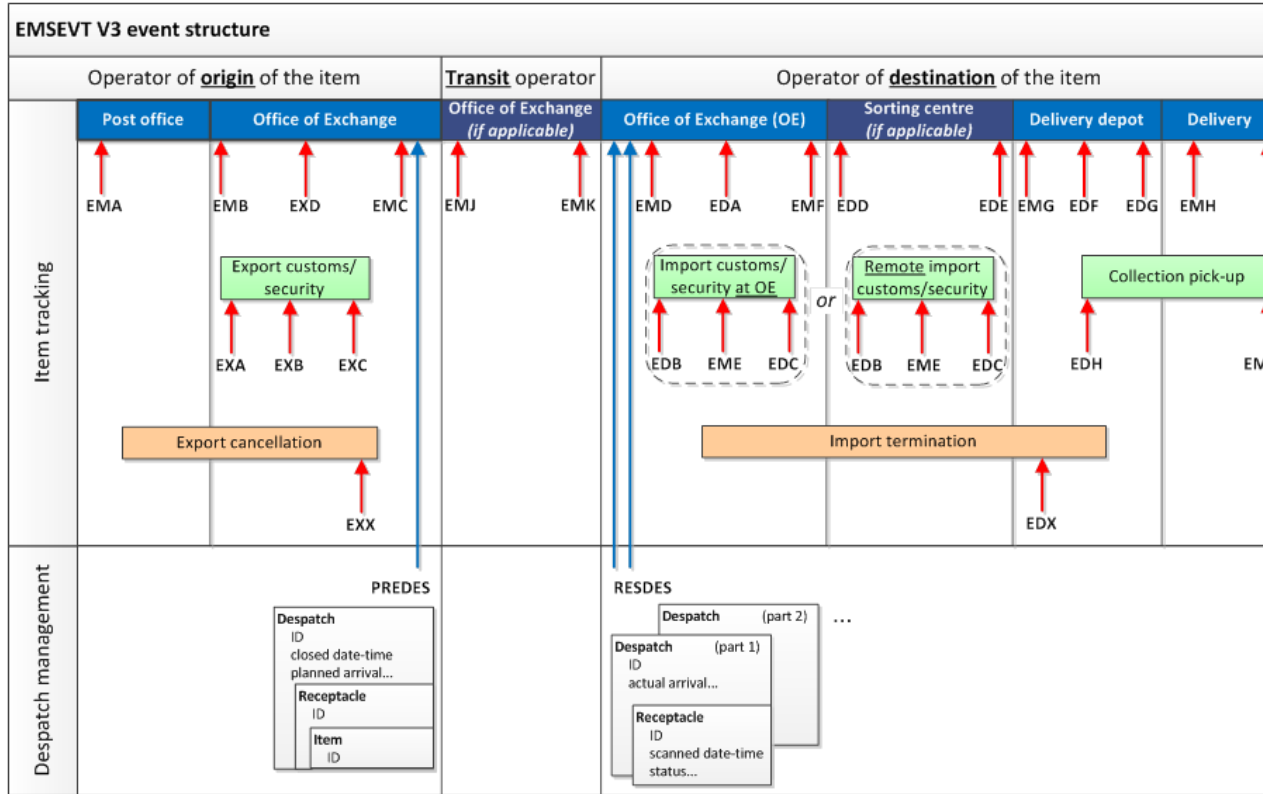 EMSEVT V3 event structure
Operator of origin of the item
Transit operator
Operator of destination of the item
Post office
Office of Exchange
Office of Exchange
(if applicable)
Office of Exchange (OE)
Sorting centre
(if applicable)
Delivery depot
Delivery
Item tracking
EMA
EMB
EXD
EMC
EMJ
EMK
EMD
EDA
EMF
EDD
EDE
EMG
EDF
EDG
EMH
Export customs/
security
Import customs/
security at OE
or
Remote import
customs/security
Collection pick-up
EXA
EXB
EXC
EDB
EME
EDC
EDB
EME
EDC
EDH
Export cancellation
Import termination
EXX
EDX
Despatch management
PREDES
Despatch
ID
closed date-time
planned arrival...
Receptacle
ID
Item
ID
RESDES
Despatch (part 2)
...
Despatch (part 1)
ID
actual arrival...
Receptacle
ID
scanned date-time
status...